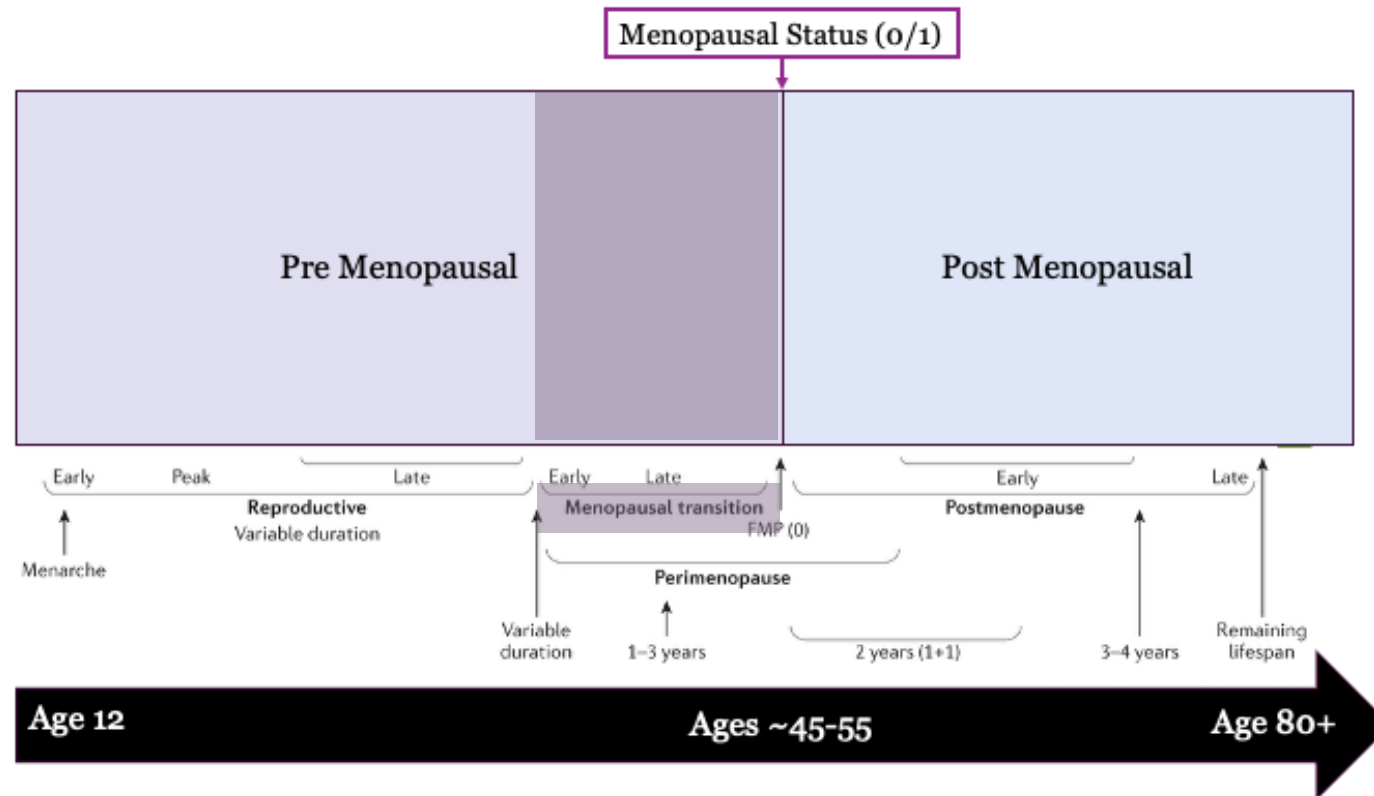 Menopausal Status (0/1)
Pre Menopausal
Post Menopausal
Early Peak Late Early Late Early Late
Reproductive
Variable duration
Menopausal transition
FMP (0)
Postmenopause
Menarche
Perimenopause
Variable
duration
1–3 years
2 years (1+1)
3–4 years
Remaining
lifespan
Age 12
Ages ~45-55
Age 80+